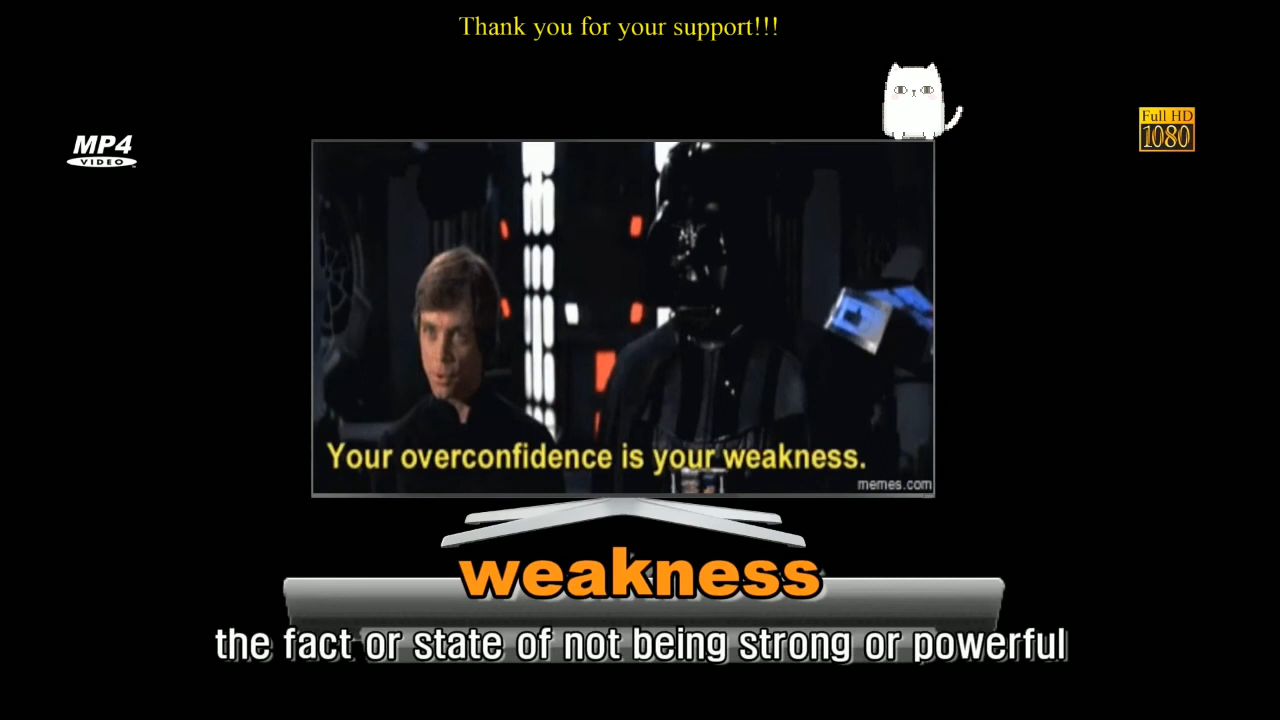 Thank you for your support!!!
MP4
VIDEO
Full HD
1080
Your overconfidence is your weakness.
memes.com
weakness
the fact or state of not being strong or powerful